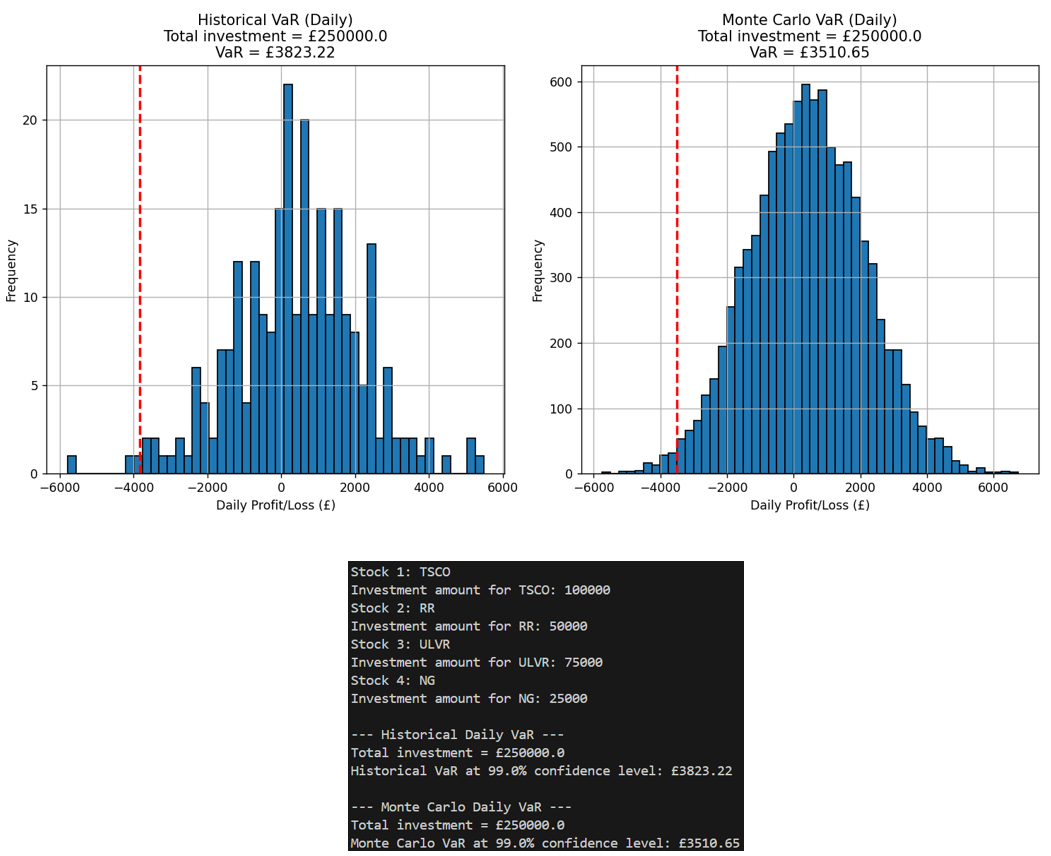 Historical VaR (Daily)
Total investment = £250000.0
VaR = £3823.22
20
15
10
5
0
Frequency
−6000 −4000 −2000 0 2000 4000 6000
Daily Profit/Loss (£)
Monte Carlo VaR (Daily)
Total investment = £250000.0
VaR = £3510.65
600
500
400
300
200
100
0
Frequency
−6000 −4000 −2000 0 2000 4000 6000
Daily Profit/Loss (£)
Stock 1: TSCO
Investment amount for TSCO: 100000
Stock 2: RR
Investment amount for RR: 50000
Stock 3: ULVR
Investment amount for ULVR: 75000
Stock 4: NG
Investment amount for NG: 25000
--- Historical Daily VaR ---
Total investment = £250000.0
Historical VaR at 99.0% confidence level: £3823.22
--- Monte Carlo Daily VaR ---
Total investment = £250000.0
Monte Carlo VaR at 99.0% confidence level: £3510.65